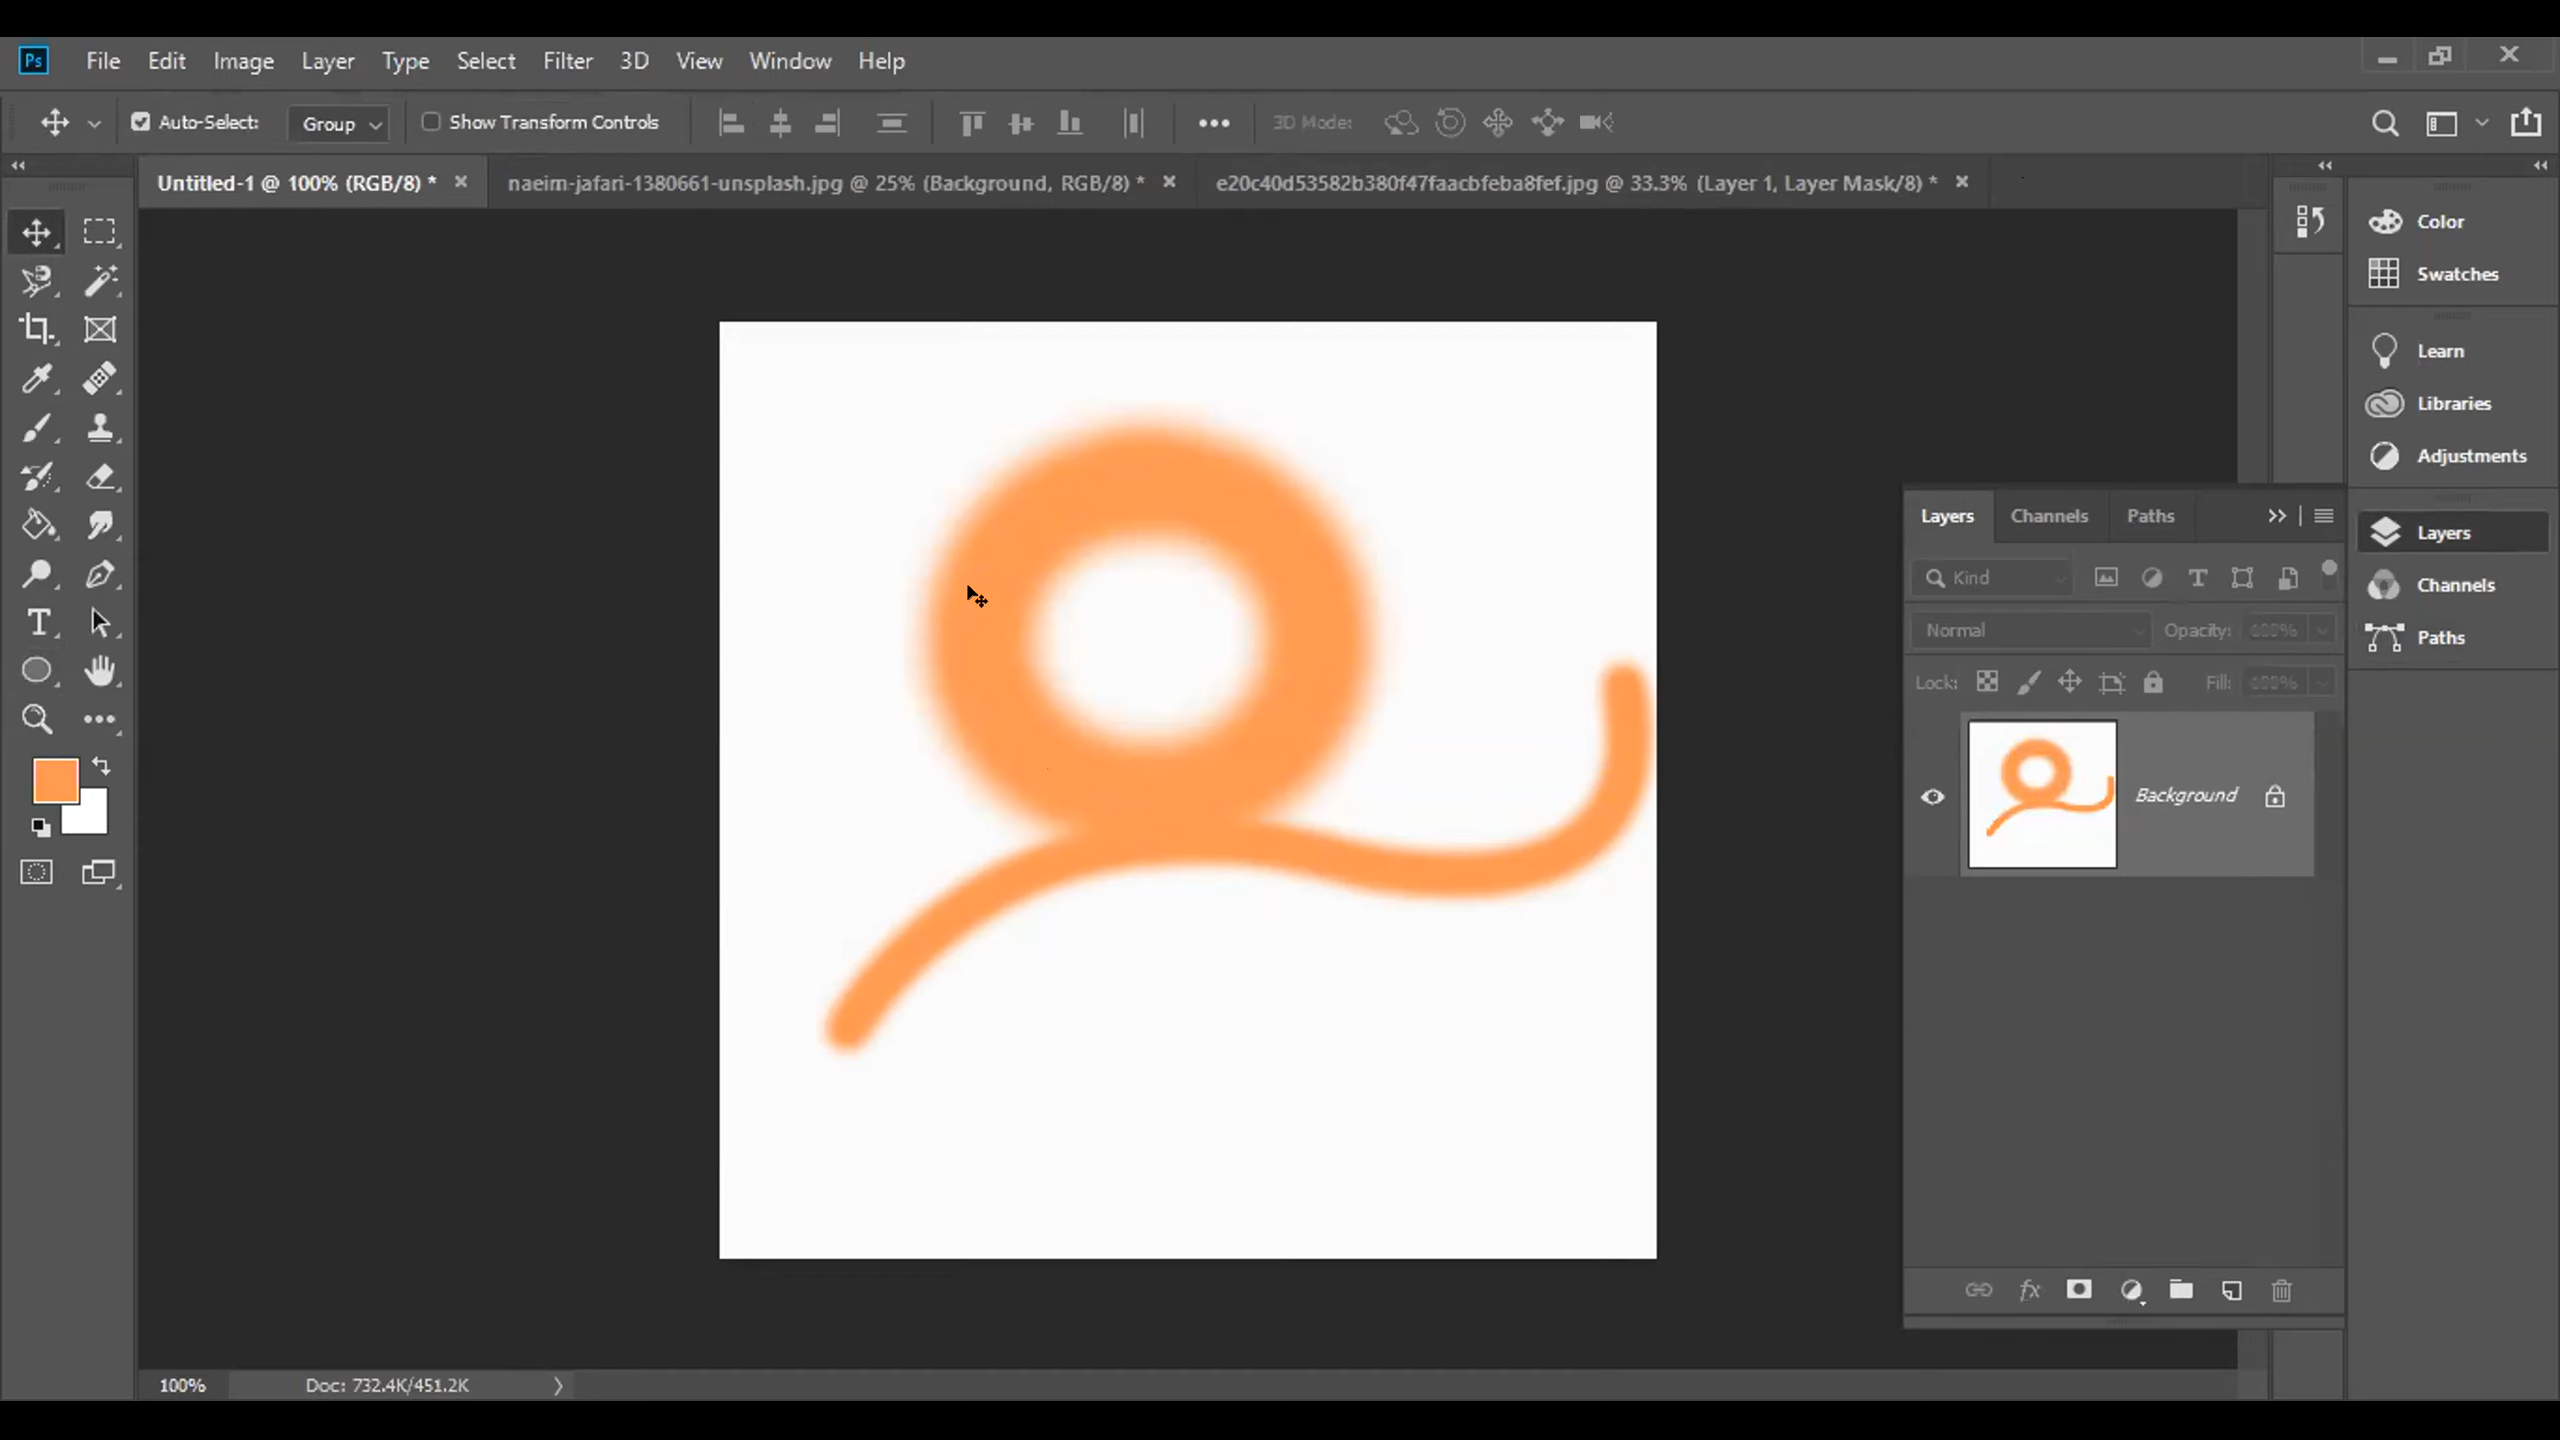 Ps File Edit Image Layer Type Select Filter 3D View Window Help
Auto-Select: Group Show Transform Controls 3D Mode:
Untitled-1 @ 100% (RGB/8) * naeim-jafari-1380661-unsplash.jpg @ 25% (Background, RGB/8) * e20c40d53582b380f47faacbfeba8fef.jpg @ 33.3% (Layer 1, Layer Mask/8) *
Color
Swatches
Learn
Libraries
Adjustments
Layers
Channels
Paths
Layers Channels Paths
Kind
Normal Opacity:
Lock: Fill:
Background
fx
100% Doc: 732.4K/451.2K